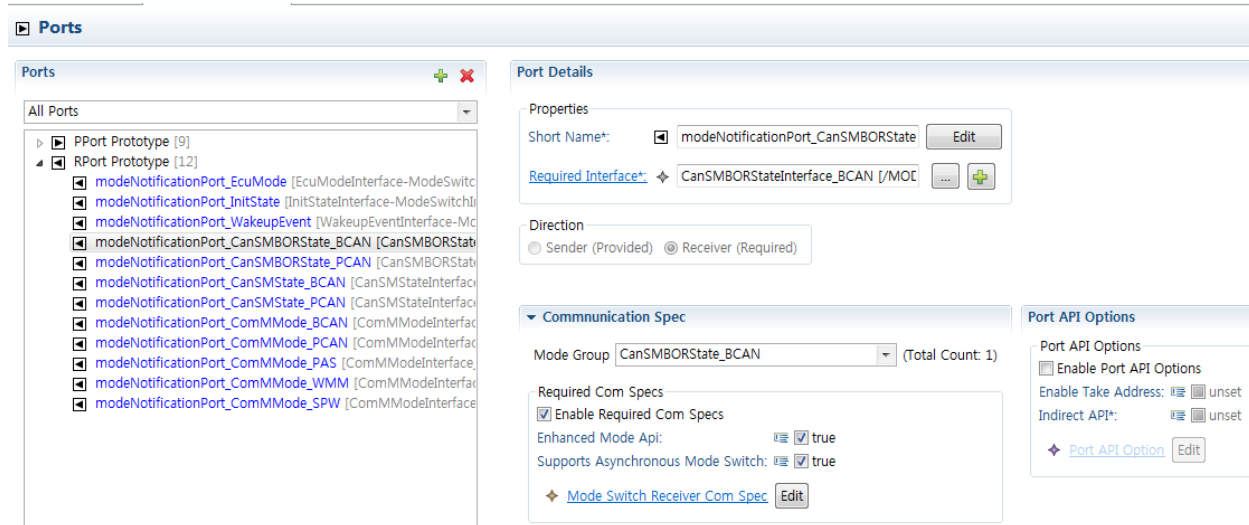 Ports
Ports
All Ports
PPort Prototype [9]
RPort Prototype [12]
modeNotificationPort_EcuMode [EcuModeInterface-ModeSwitc
modeNotificationPort_InitState [InitStateInterface-ModeSwitchI
modeNotificationPort_WakeupEvent [WakeupEventInterface-Mc
modeNotificationPort_CanSMBORState_BCAN [CanSMBORStat
modeNotificationPort_CanSMBORState_PCAN [CanSMBORStat
modeNotificationPort_CanSMState_BCAN [CanSMStateInterface
modeNotificationPort_CanSMState_PCAN [CanSMStateInterface
modeNotificationPort_ComMMode_BCAN [ComMModeInterfac
modeNotificationPort_ComMMode_PCAN [ComMModeInterfac
modeNotificationPort_ComMMode_PAS [ComMModeInterface_
modeNotificationPort_ComMMode_WMM [ComMModeInterfac
modeNotificationPort_ComMMode_SPW [ComMModeInterface
Port Details
Properties
Short Name*: modeNotificationPort_CanSMBORState Edit
Required Interface*: CanSMBORStateInterface_BCAN [/MOD ...
Direction
Sender (Provided) Receiver (Required)
Commnunication Spec
Mode Group CanSMBORState_BCAN (Total Count: 1)
Required Com Specs
Enable Required Com Specs
Enhanced Mode Api: true
Supports Asynchronous Mode Switch: true
Mode Switch Receiver Com Spec Edit
Port API Options
Port API Options
Enable Port API Options
Enable Take Address: unset
Indirect API*: unset
Port API Option Edit